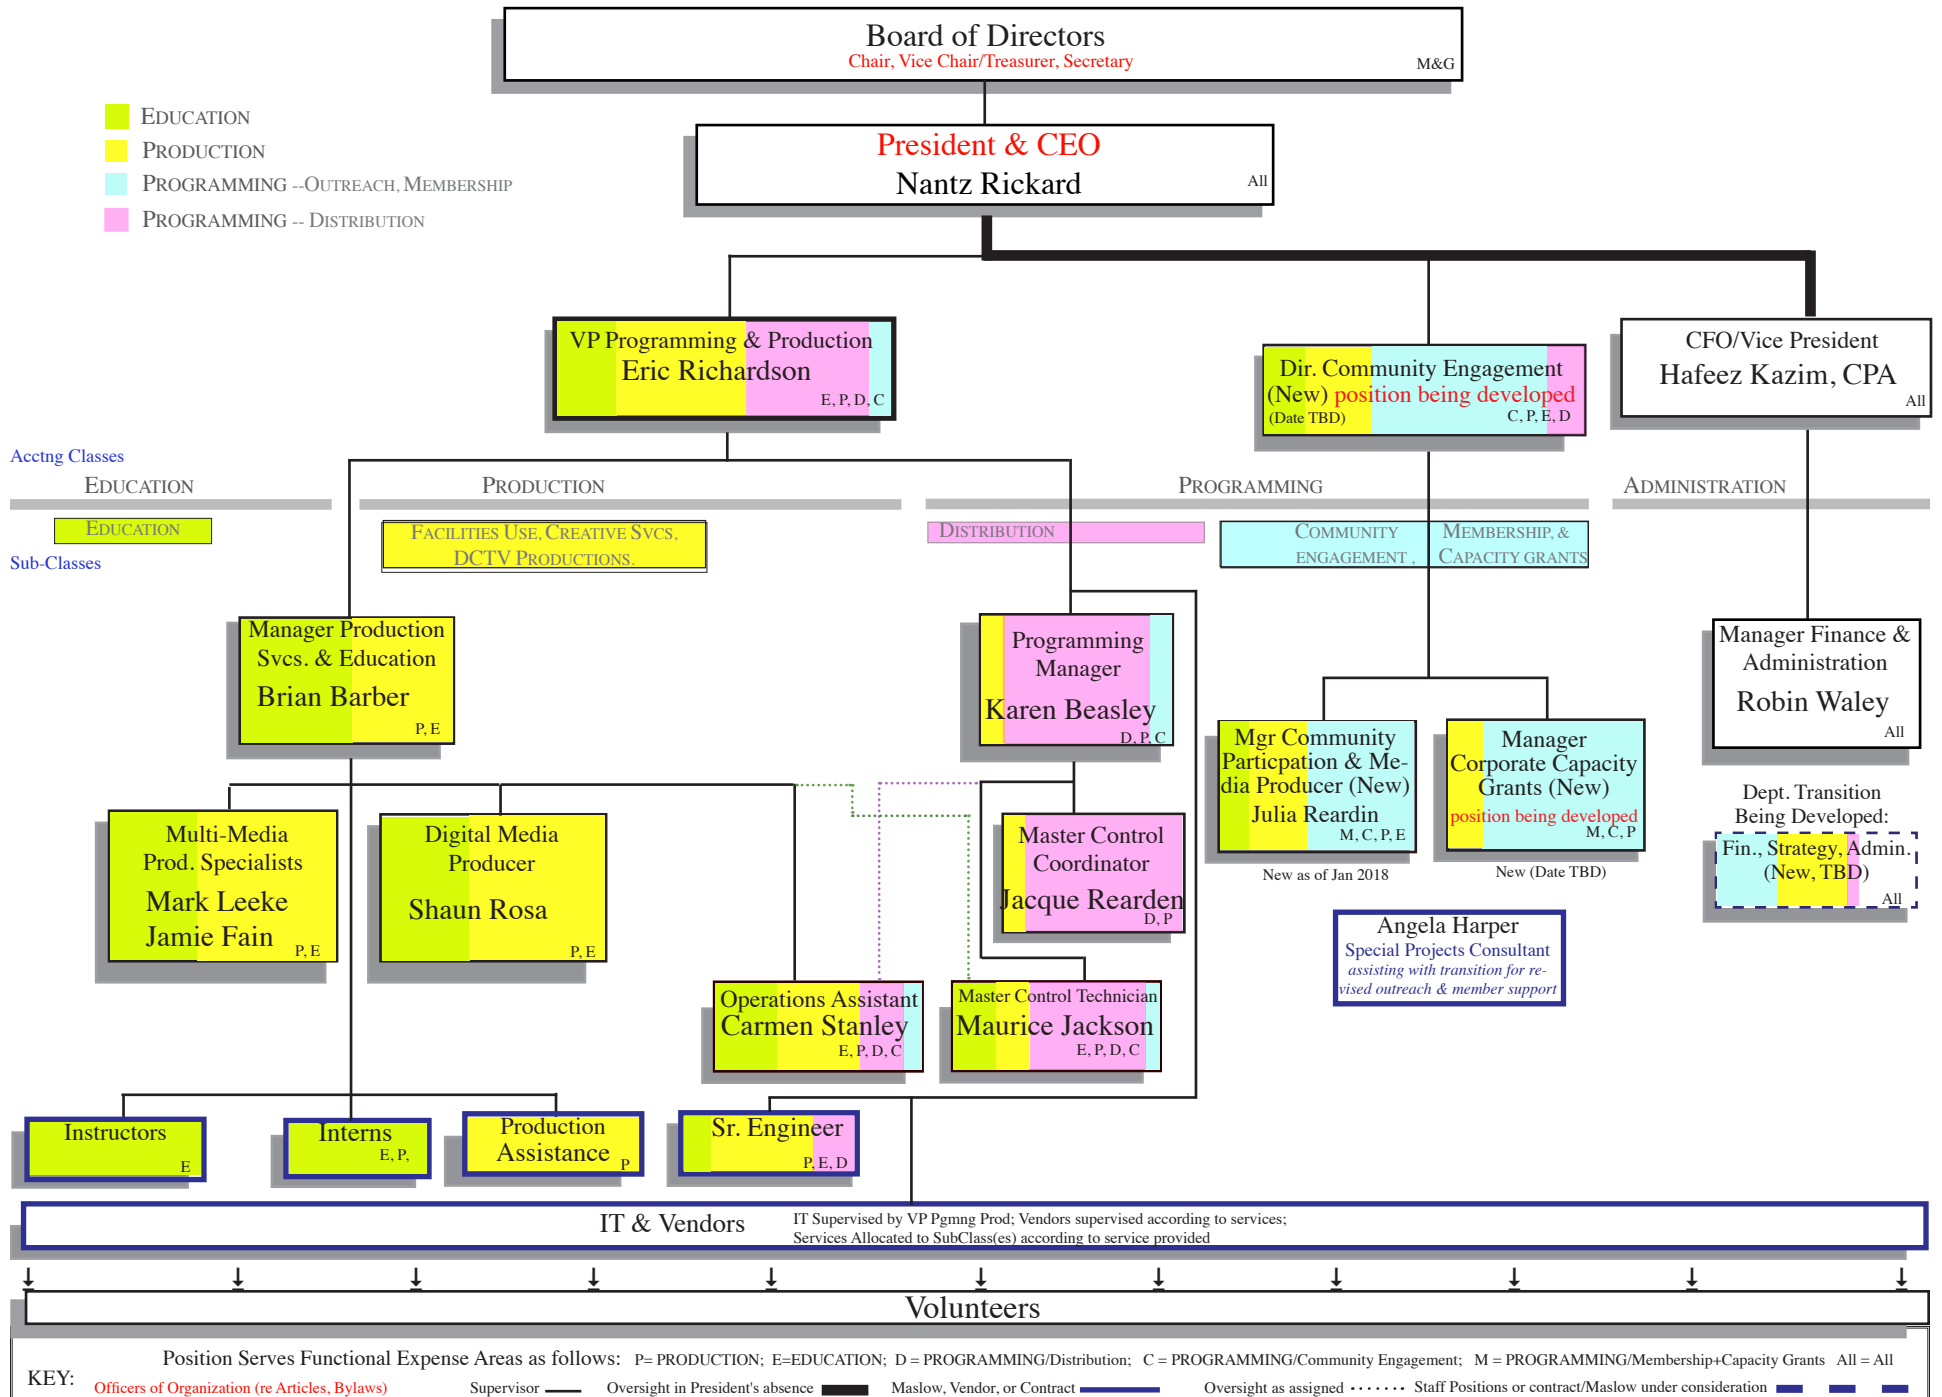 Board of Directors
Chair, Vice Chair/Treasurer, Secretary
M&G
EDUCATION
PRODUCTION
PROGRAMMING --OUTREACH, MEMBERSHIP
PROGRAMMING -- DISTRIBUTION
President & CEO
Nantz Rickard
All
VP Programming & Production
Eric Richardson
E, P, D, C
Dir. Community Engagement
(New) position being developed
(Date TBD)
C, P, E, D
CFO/Vice President
Hafeez Kazim, CPA
All
Acctng Classes
EDUCATION
PRODUCTION
PROGRAMMING
ADMINISTRATION
EDUCATION
FACILITIES USE, CREATIVE SVCS,
DCTV PRODUCTIONS.
DISTRIBUTION
COMMUNITY
ENGAGEMENT ,
MEMBERSHIP, &
CAPACITY GRANTS
Sub-Classes
Manager Production
Svcs. & Education
Brian Barber
P, E
Programming
Manager
Karen Beasley
D, P, C
Mgr Community
Particpation & Me-
dia Producer (New)
Julia Reardin
M, C, P, E
New as of Jan 2018
Manager
Corporate Capacity
Grants (New)
position being developed
M, C, P
New (Date TBD)
Manager Finance &
Administration
Robin Waley
All
Dept. Transition
Being Developed:
Fin., Strategy, Admin.
(New, TBD)
All
Multi-Media
Prod. Specialists
Mark Leeke
Jamie Fain
P, E
Digital Media
Producer
Shaun Rosa
P, E
Master Control
Coordinator
Jacque Rearden
D, P
Angela Harper
Special Projects Consultant
assisting with transition for re-
vised outreach & member support
Operations Assistant
Carmen Stanley
E, P, D, C
Master Control Technician
Maurice Jackson
E, P, D, C
Instructors
E
Interns
E, P,
Production
Assistance
P
Sr. Engineer
P, E, D
IT & Vendors
IT Supervised by VP Pgmng Prod; Vendors supervised according to services;
Services Allocated to SubClass(es) according to service provided
Volunteers
KEY:
Position Serves Functional Expense Areas as follows: P= PRODUCTION; E=EDUCATION; D = PROGRAMMING/Distribution; C = PROGRAMMING/Community Engagement; M = PROGRAMMING/Membership+Capacity Grants All = All
Officers of Organization (re Articles, Bylaws) Supervisor Oversight in President's absence Maslow, Vendor, or Contract Oversight as assigned Staff Positions or contract/Maslow under consideration